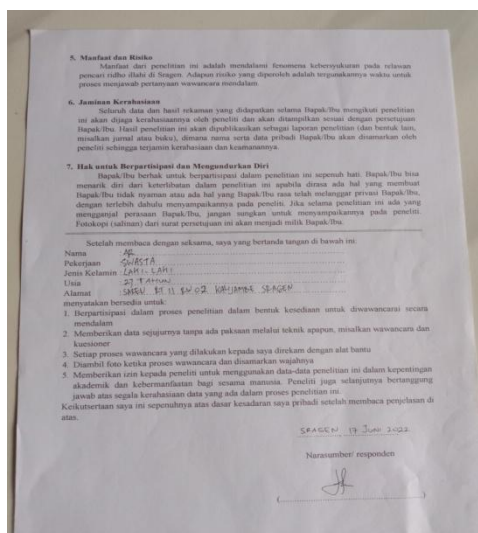 5. Manfaat dan Risiko
Manfaat dari penelitian ini adalah mendalami fenomena kebersyukuran pada relawan
pencari ridho illahi di Sragen. Adapun risiko yang diperoleh adalah tergunakannya waktu untuk
proses menjawab pertanyaan wawancara mendalam.
6. Jaminan Kerahasiaan
Seluruh data dan hasil rekaman yang didapatkan selama Bapak/Ibu mengikuti penelitian
ini akan dijaga kerahasiaannya oleh peneliti dan akan ditampilkan sesuai dengan persetujuan
Bapak/Ibu. Hasil penelitian ini akan dipublikasikan sebagai laporan penelitian (dan bentuk lain,
misalkan jurnal atau buku), dimana nama serta data pribadi Bapak/Ibu akan disamarkan oleh
peneliti sehingga terjamin kerahasiaan dan keamanannya.
7. Hak untuk Berpartisipasi dan Mengundurkan Diri
Bapak/Ibu berhak untuk berpartisipasi dalam penelitian ini sepenuh hati. Bapak/Ibu bisa
menarik diri dari keterlibatan dalam penelitian ini apabila dirasa ada hal yang membuat
Bapak/Ibu tidak nyaman atau ada hal yang Bapak/Ibu rasa telah melanggar privasi Bapak/Ibu,
dengan terlebih dahulu menyampaikannya pada peneliti. Jika selama penelitian ini ada yang
mengganjal perasaan Bapak/Ibu, jangan sungkan untuk menyampaikannya pada peneliti.
Fotokopi (salinan) dari surat persetujuan ini akan menjadi milik Bapak/Ibu.
Setelah membaca dengan seksama, saya yang bertanda tangan di bawah ini:
Nama AR
Pekerjaan : SWASTA
Jenis Kelamin : LAKI-LAKI
Usia : 27 TAHUN
Alamat RT 11 RW 02 KALIJAMBE SRAGEN
menyatakan bersedia untuk:
1. Berpartisipasi dalam proses penelitian dalam bentuk kesediaan untuk diwawancarai secara
mendalam
2. Memberikan data sejujurnya tanpa ada paksaan melalui teknik apapun, misalkan wawancara dan
kuesioner
3. Setiap proses wawancara yang dilakukan kepada saya direkam dengan alat bantu
4. Diambil foto ketika proses wawancara dan disamarkan wajahnya
5. Memberikan izin kepada peneliti untuk menggunakan data-data penelitian ini dalam kepentingan
akademik dan kebermanfaatan bagi sesama manusia. Peneliti juga selanjutnya bertanggung
jawab atas segala kerahasiaan data yang ada dalam proses penelitian ini.
Keikutsertaan saya ini sepenuhnya atas dasar kesadaran saya pribadi setelah membaca penjelasan di
atas.
SRAGEN 17 JUNI 2022
Narasumber/ responden
( )